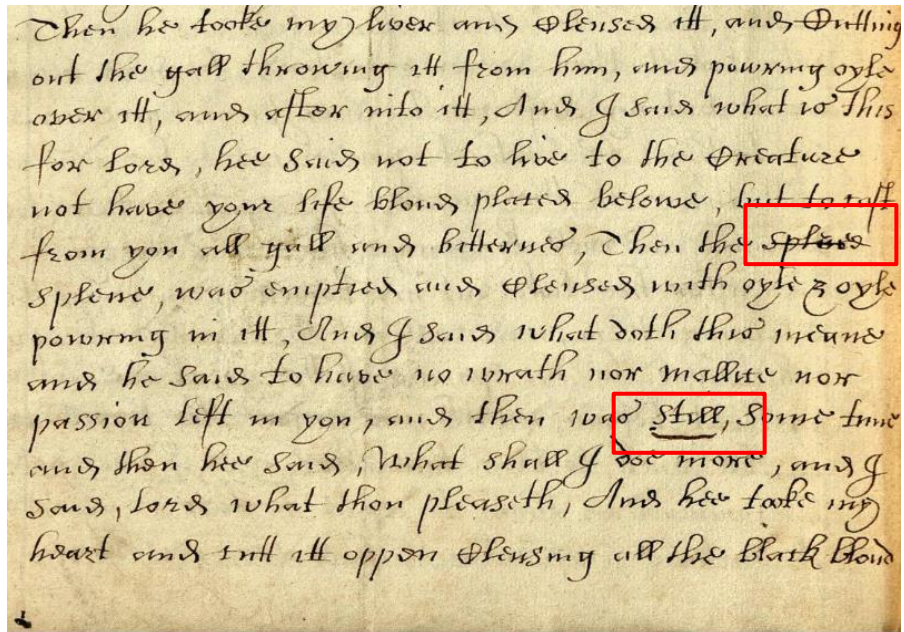 Then he tooke my liver and Clensed itt, and Cutting
out the gall throwing itt from him, and powring oyle
over itt, and after into itt, And I Said what is this
for Lord, hee Said not to live to the Creature
not have your life bloud placed belowe, but to cast
from you all gall and bitternes, Then the
Splene, was emptied and Clensed with oyle & oyle
powring in itt, And I Said what doth this meane
and he Said to have no wrath nor mallice nor
passion left in you, and then was Still, Some time
and then hee Said, What Shall I doe more, and I
Said, Lord what thou pleaseth, And hee tooke my
heart and cutt itt oppen Clensing all the black bloud